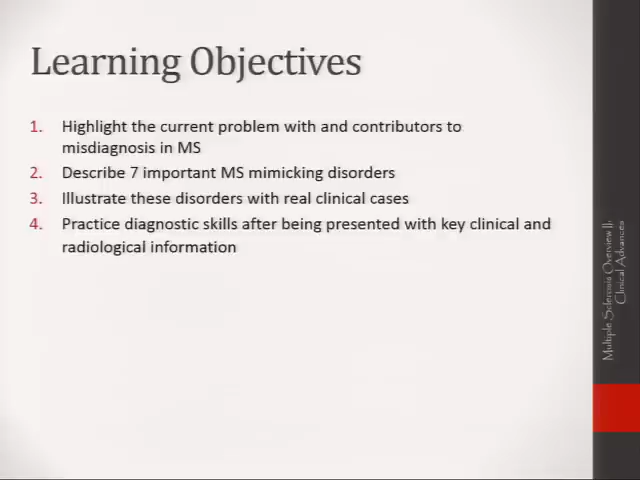 Learning Objectives
1. Highlight the current problem with and contributors to
misdiagnosis in MS
2. Describe 7 important MS mimicking disorders
3. Illustrate these disorders with real clinical cases
4. Practice diagnostic skills after being presented with key clinical and
radiological information
Multiple Sclerosis Overview II:
Clinical Advances